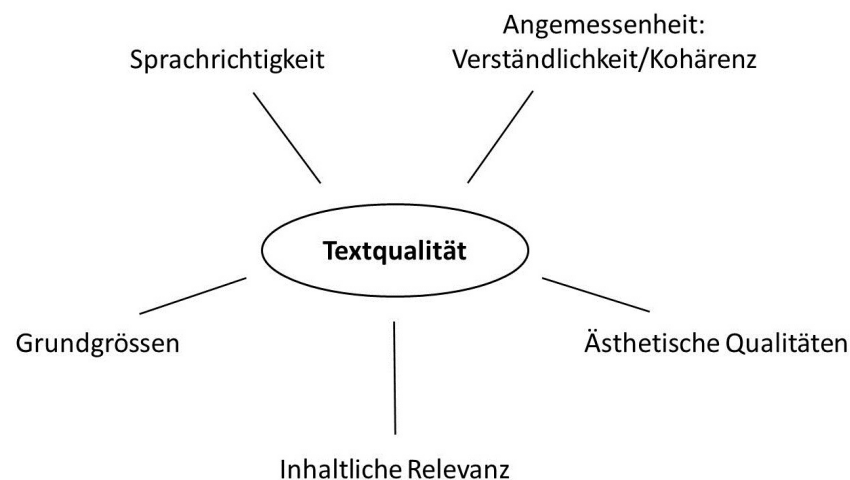 Angemessenheit:
Sprachrichtigkeit
Verständlichkeit/Kohärenz
Textqualität
Grundgrössen
Ästhetische Qualitäten
Inhaltliche Relevanz